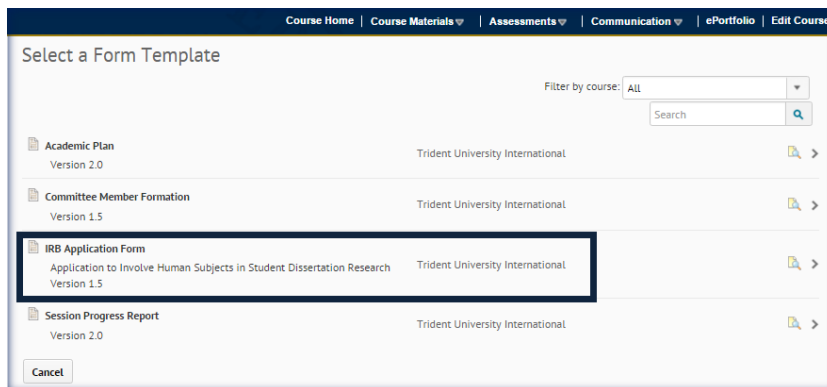 Course Home | Course Materials | Assessments | Communication | ePortfolio | Edit Course
Select a Form Template
Filter by course: All
Search
Academic Plan
Version 2.0
Trident University International
Committee Member Formation
Version 1.5
Trident University International
IRB Application Form
Application to Involve Human Subjects in Student Dissertation Research
Version 1.5
Trident University International
Session Progress Report
Version 2.0
Trident University International
Cancel